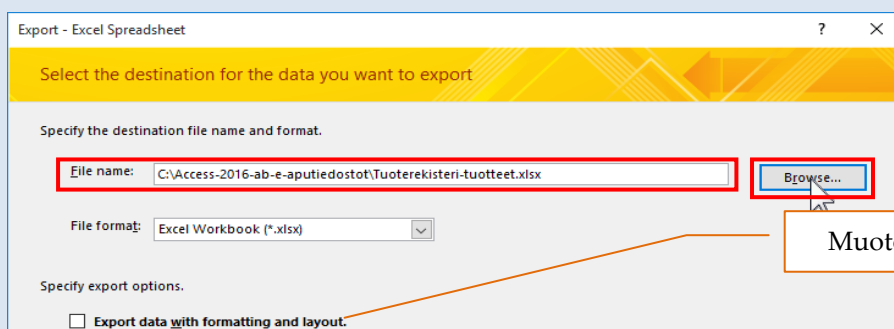 Export - Excel Spreadsheet
Select the destination for the data you want to export
Specify the destination file name and format.
File name: C:\Access-2016-ab-e-aputiedostot\Tuoterekisteri-tuotteet.xlsx Browse...
File format: Excel Workbook (*.xlsx)
Specify export options.
Export data with formatting and layout.